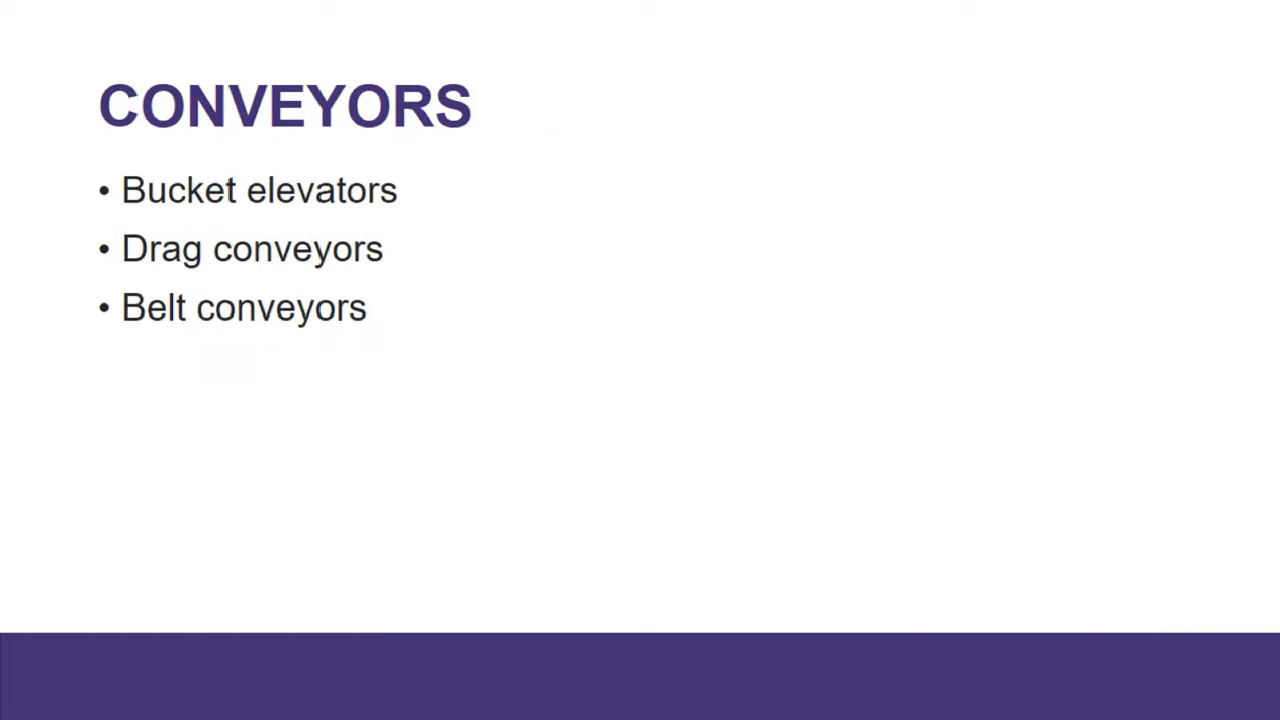 CONVEYORS
• Bucket elevators
• Drag conveyors
• Belt conveyors